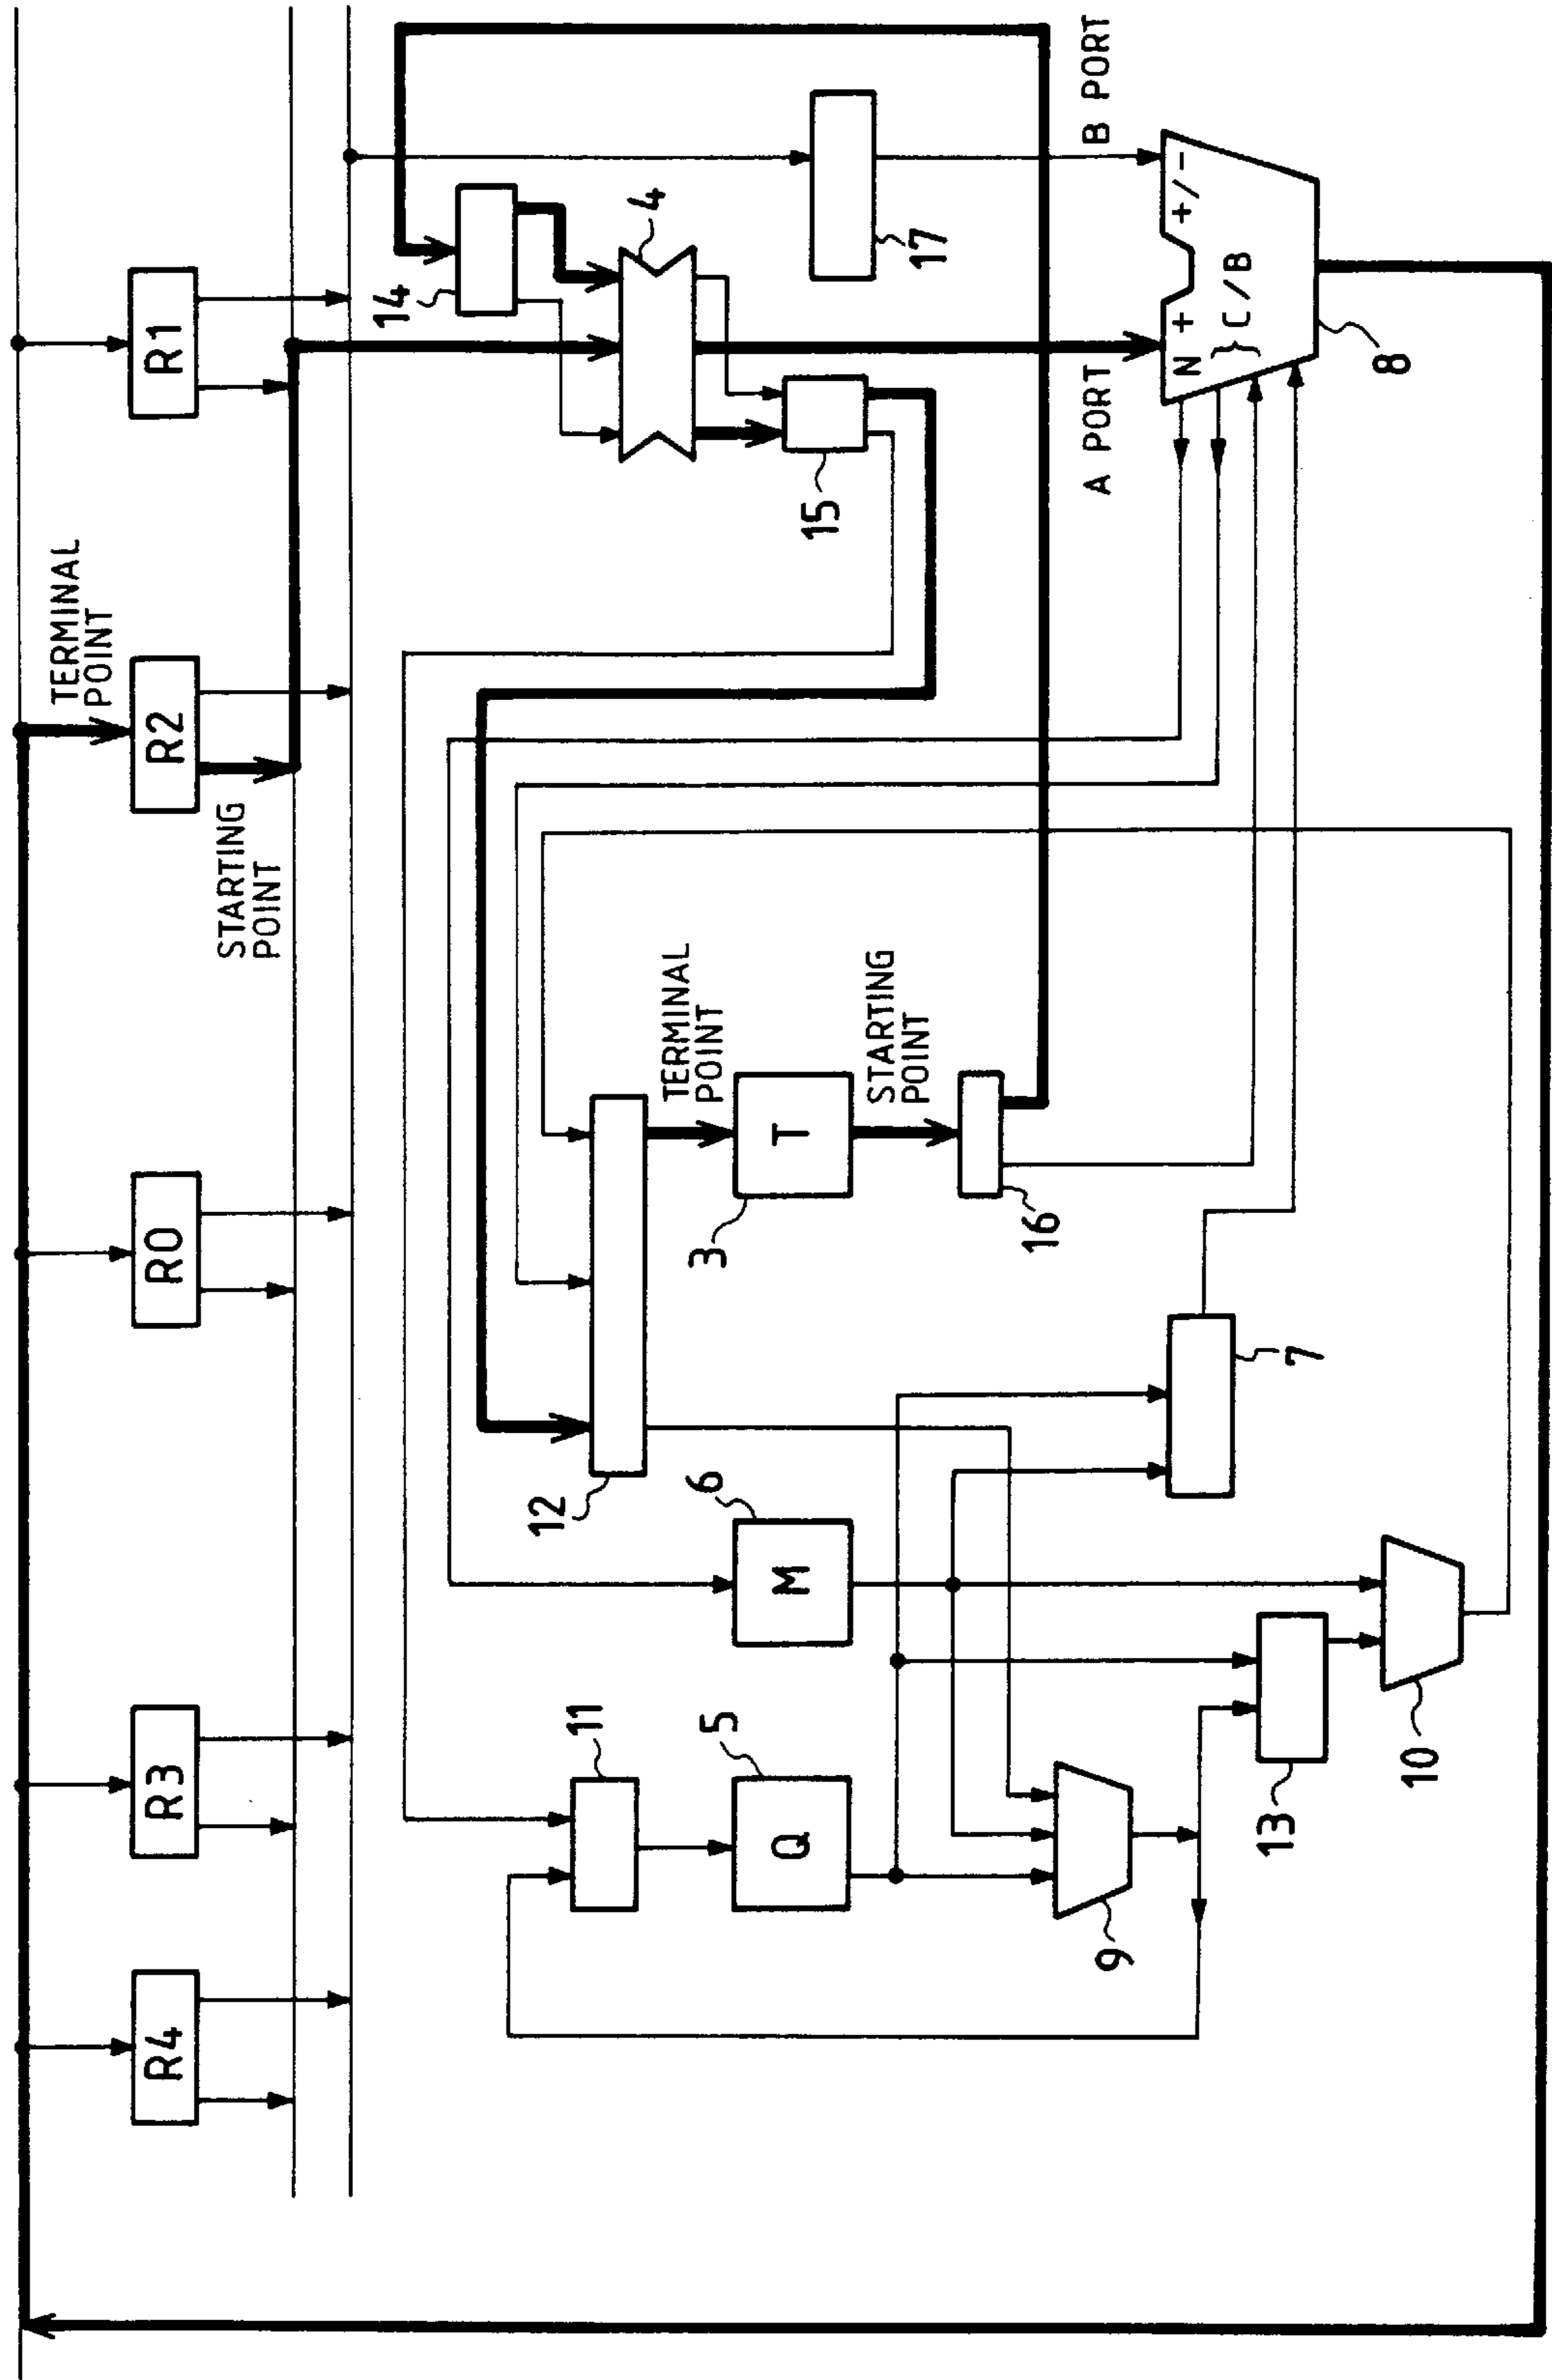 R4
R3
R0
R2
R1
TERMINAL
POINT
STARTING
POINT
14
4
17
B PORT
15
A PORT
+
+/-
N
} C/B
8
12
TERMINAL
POINT
T
3
STARTING
POINT
16
6
M
7
11
5
Q
9
13
10